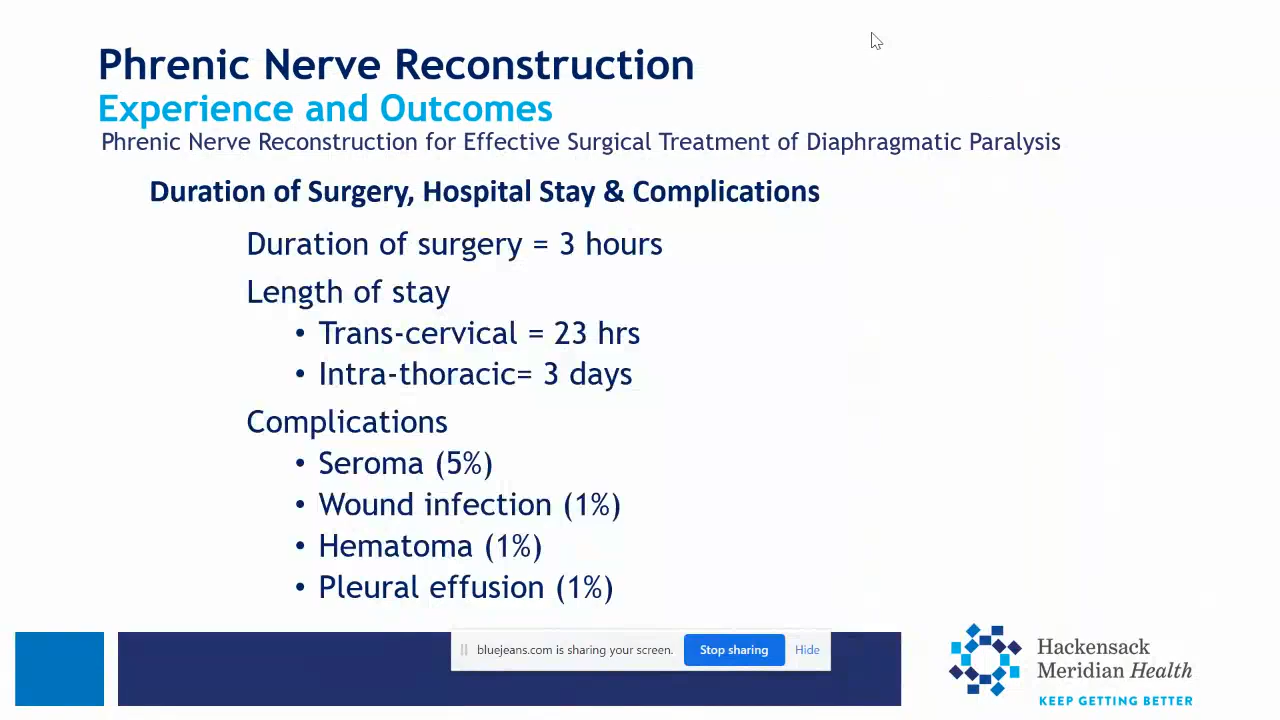 Phrenic Nerve Reconstruction
Experience and Outcomes
Phrenic Nerve Reconstruction for Effective Surgical Treatment of Diaphragmatic Paralysis
Duration of Surgery, Hospital Stay & Complications
Duration of surgery = 3 hours
Length of stay
• Trans-cervical = 23 hrs
• Intra-thoracic= 3 days
Complications
• Seroma (5%)
• Wound infection (1%)
• Hematoma (1%)
• Pleural effusion (1%)
bluejeans.com is sharing your screen. Stop sharing Hide
Hackensack
Meridian Health
KEEP GETTING BETTER